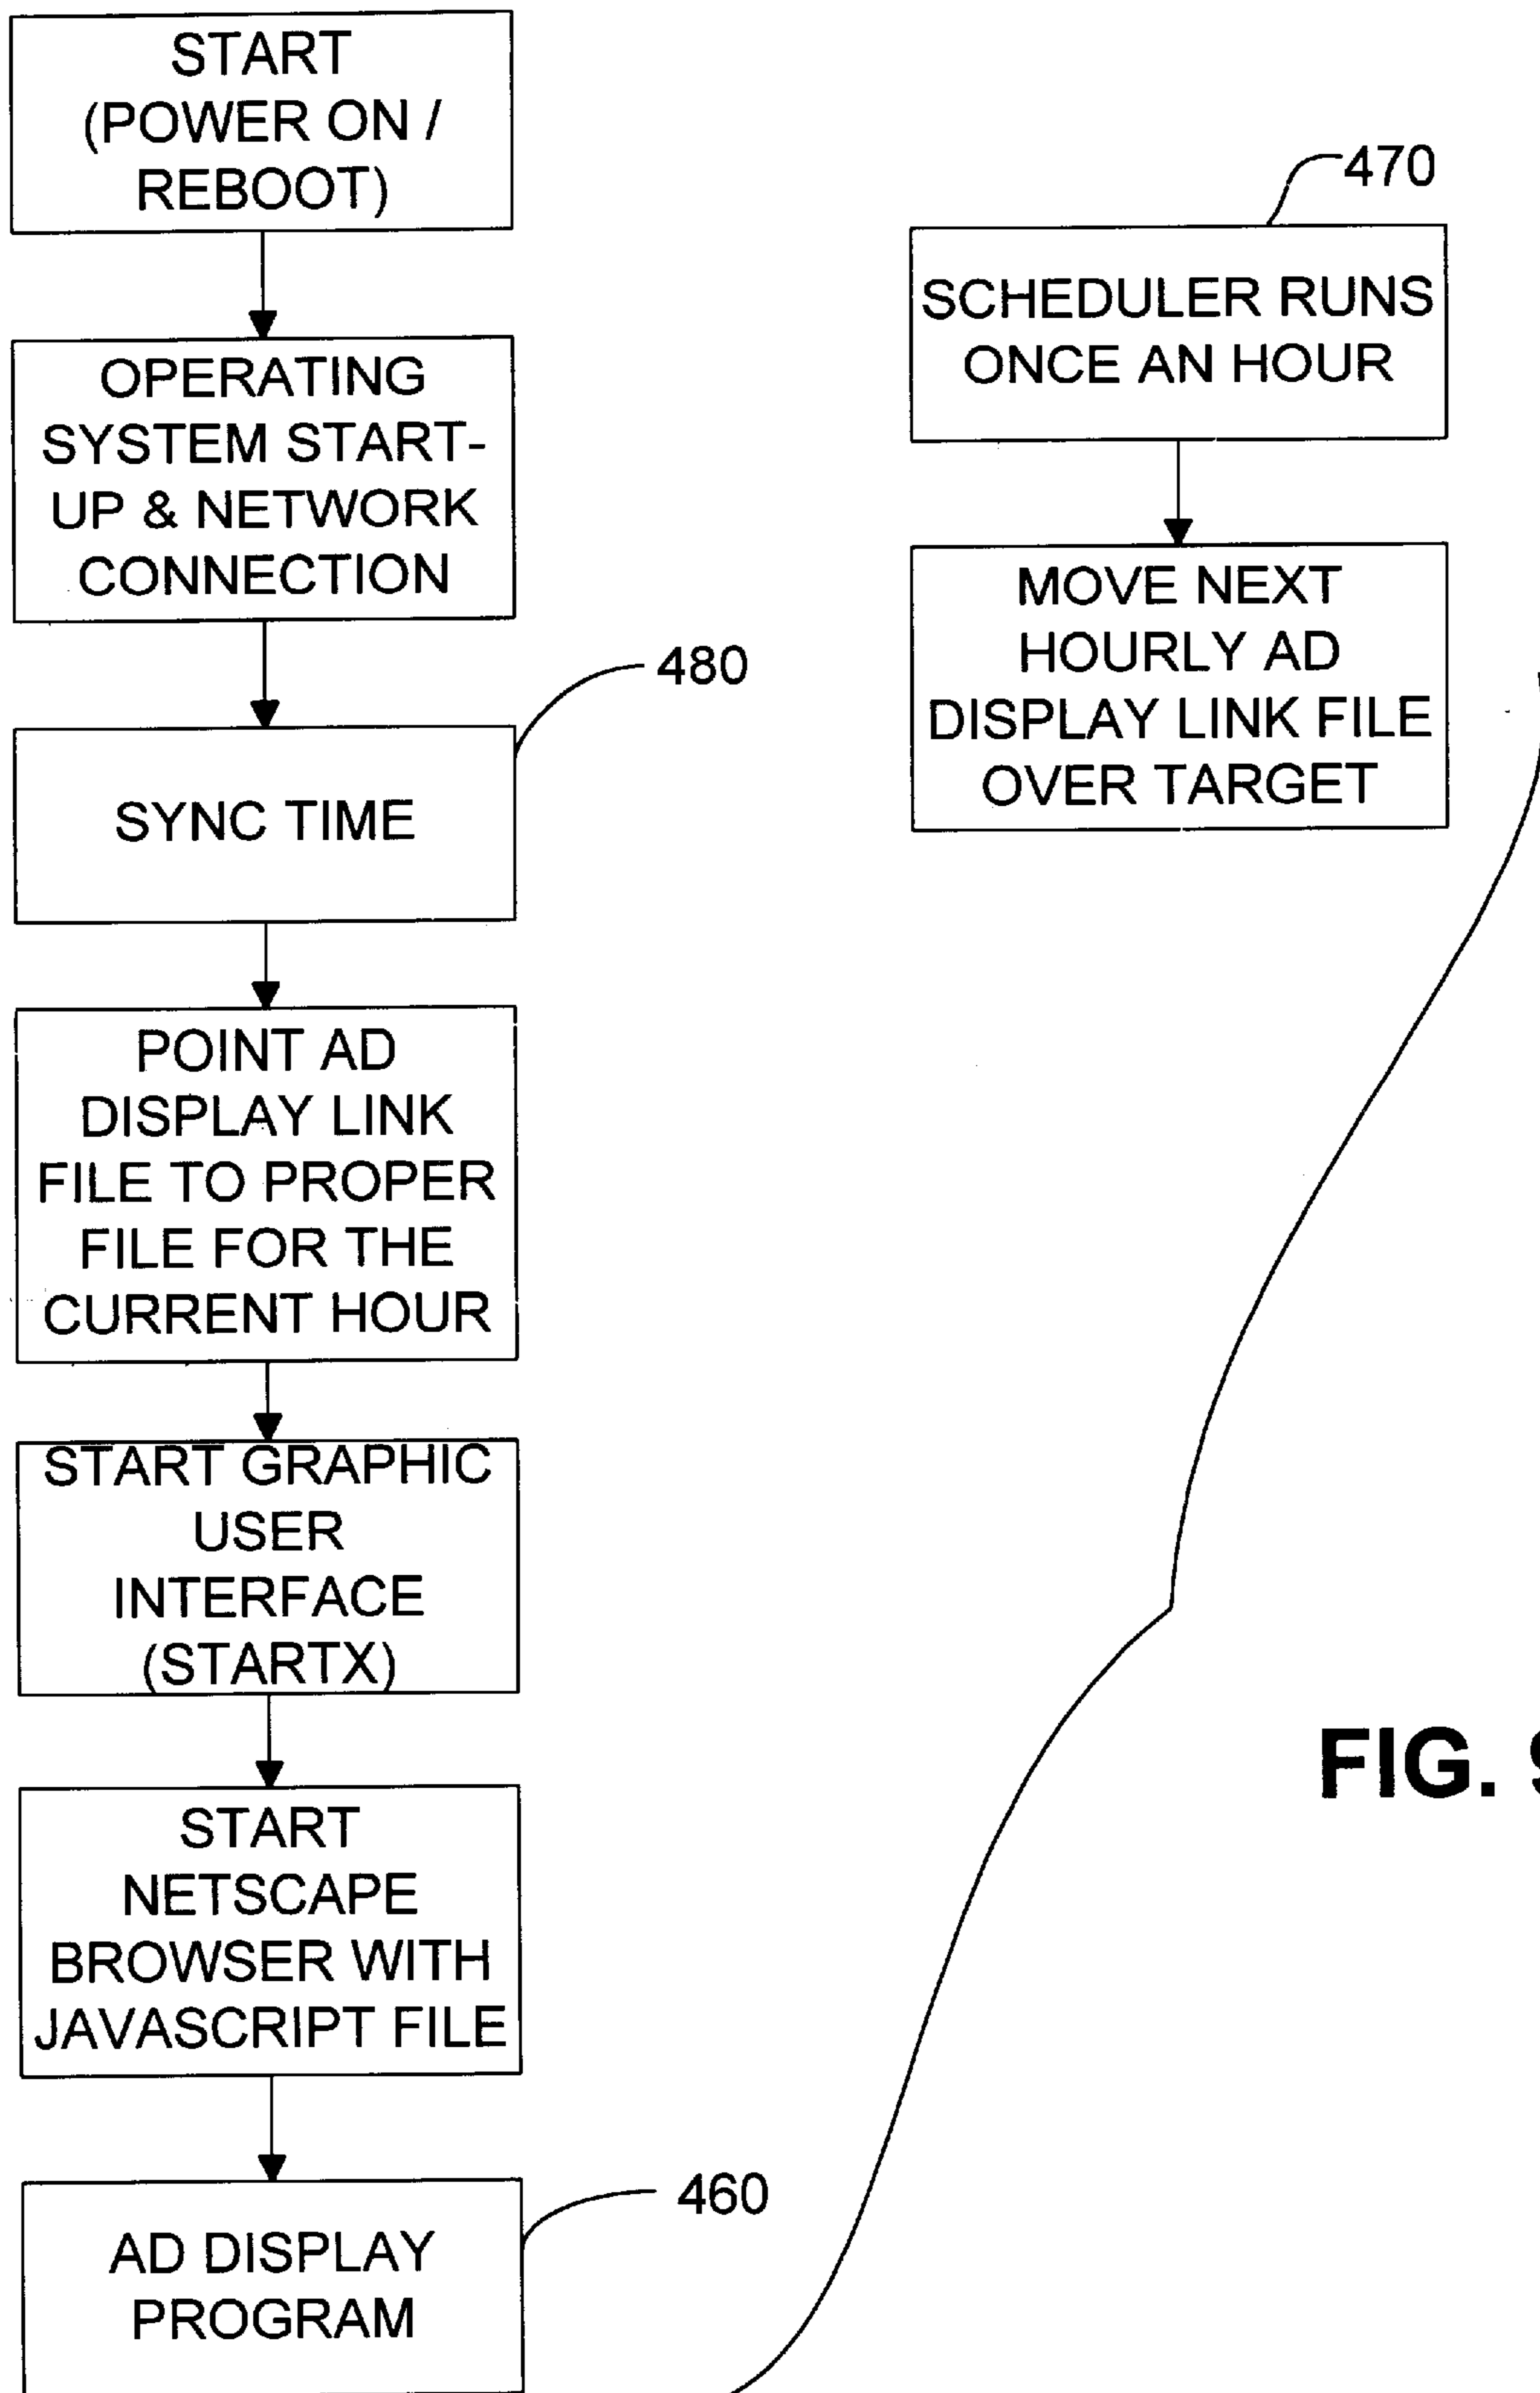 START
(POWER ON /
REBOOT)
OPERATING
SYSTEM START-
UP & NETWORK
CONNECTION
480
SYNC TIME
POINT AD
DISPLAY LINK
FILE TO PROPER
FILE FOR THE
CURRENT HOUR
START GRAPHIC
USER
INTERFACE
(STARTX)
START
NETSCAPE
BROWSER WITH
JAVASCRIPT FILE
460
AD DISPLAY
PROGRAM
470
SCHEDULER RUNS
ONCE AN HOUR
MOVE NEXT
HOURLY AD
DISPLAY LINK FILE
OVER TARGET
FIG.